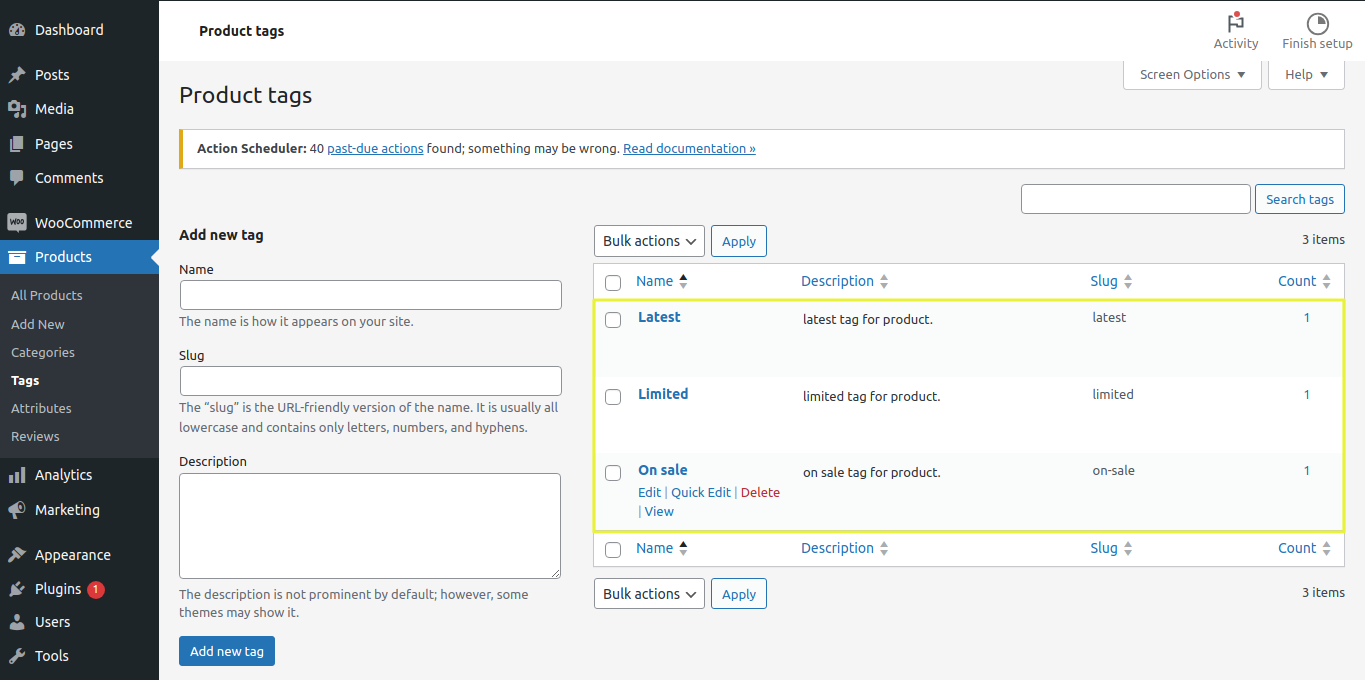 Dashboard
Posts
Media
Pages
Comments
WOO WooCommerce
Products
All Products
Add New
Categories
Tags
Attributes
Reviews
Analytics
Marketing
Appearance
Plugins 1
Users
Tools
Product tags
Activity
Finish setup
Screen Options
Help
Product tags
Action Scheduler: 40 past-due actions found; something may be wrong. Read documentation »
Search tags
Add new tag
Name
The name is how it appears on your site.
Slug
The “slug” is the URL-friendly version of the name. It is usually all
lowercase and contains only letters, numbers, and hyphens.
Description
The description is not prominent by default; however, some
themes may show it.
Add new tag
Bulk actions Apply 3 items
Name Description Slug Count
Latest latest tag for product. latest 1
Limited limited tag for product. limited 1
On sale on sale tag for product. on-sale 1
Edit | Quick Edit | Delete
| View
Name Description Slug Count
Bulk actions Apply 3 items